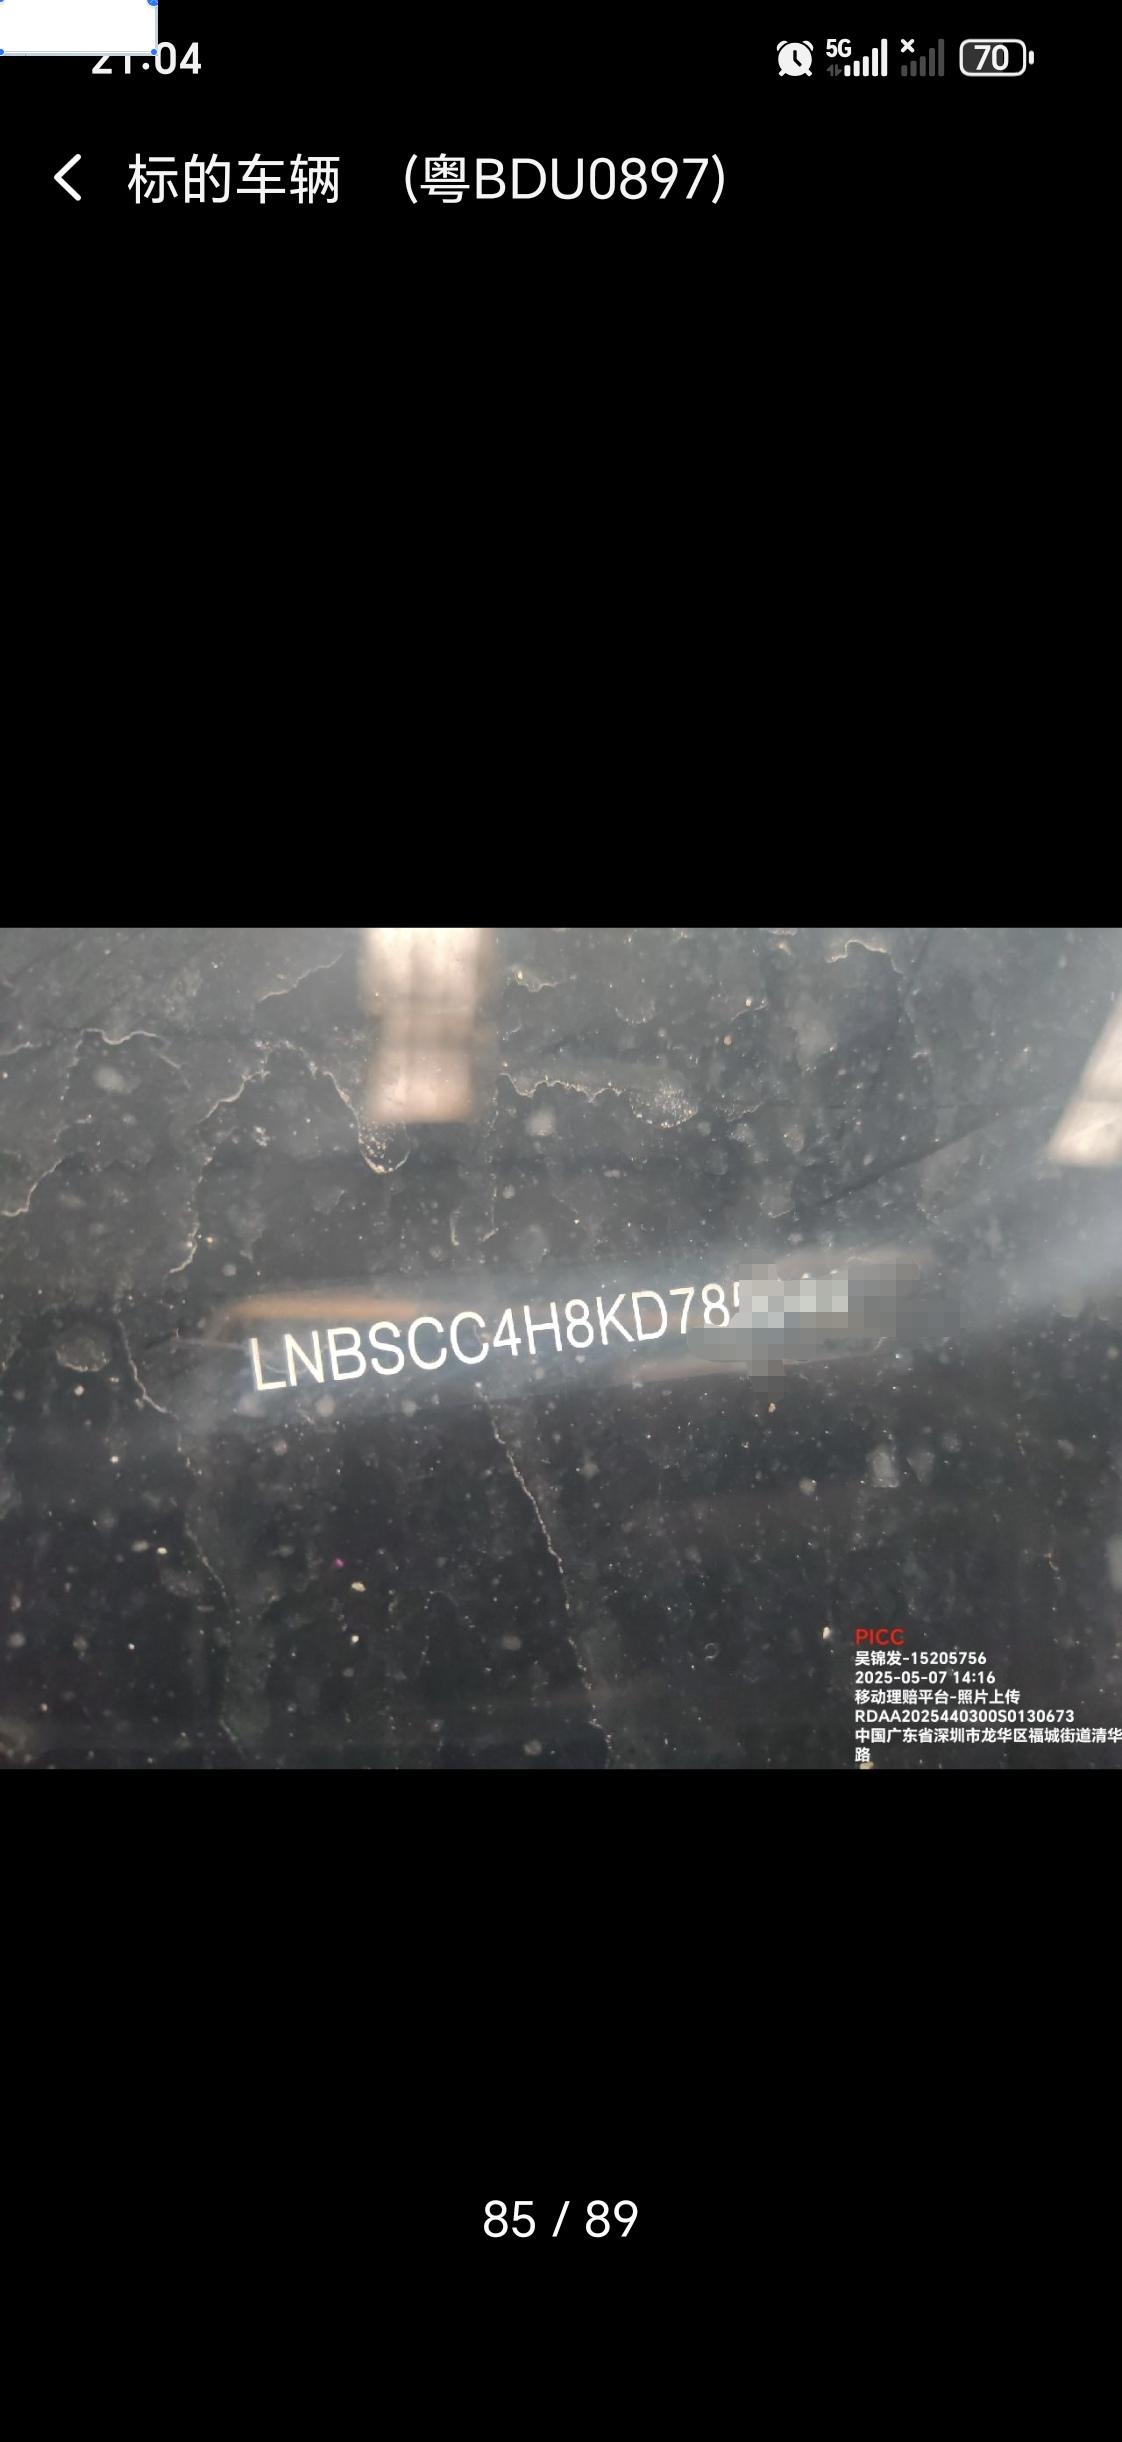 21:04
5G
70
标的车辆 (粤BDU0897)
LNBSCC4H8KD78
PICC
吴锦发-15205756
2025-05-07 14:16
移动理赔平台-照片上传
RDAA2025440300S0130673
中国广东省深圳市龙华区福城街道清华
路
85 / 89